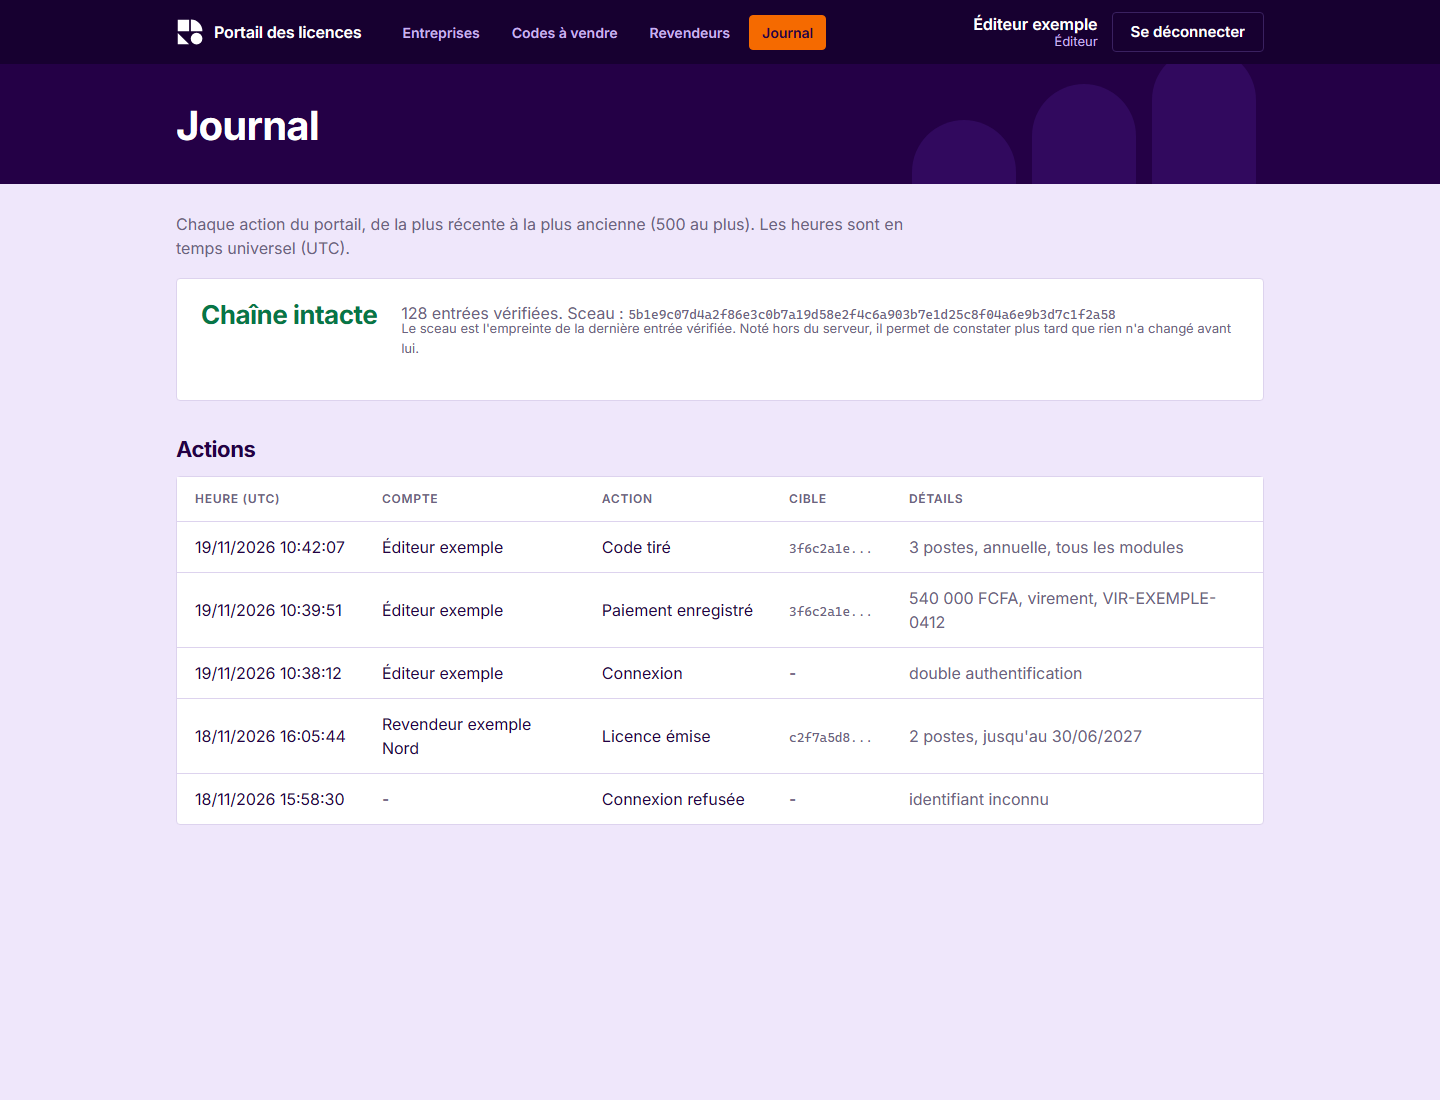 Portail des licences
Entreprises
Codes à vendre
Revendeurs
Journal
Éditeur exemple
Éditeur
Se déconnecter
Journal
Chaque action du portail, de la plus récente à la plus ancienne (500 au plus). Les heures sont en
temps universel (UTC).
Chaîne intacte
128 entrées vérifiées. Sceau : 5b1e9c07d4a2f86e3c0b7a19d58e2f4c6a903b7e1d25c8f04a6e9b3d7c1f2a58
Le sceau est l'empreinte de la dernière entrée vérifiée. Noté hors du serveur, il permet de constater plus tard que rien n'a changé avant
lui.
Actions
HEURE (UTC) COMPTE ACTION CIBLE DÉTAILS
19/11/2026 10:42:07 Éditeur exemple Code tiré 3f6c2a1e... 3 postes, annuelle, tous les modules
19/11/2026 10:39:51 Éditeur exemple Paiement enregistré 3f6c2a1e... 540 000 FCFA, virement, VIR-EXEMPLE-
0412
19/11/2026 10:38:12 Éditeur exemple Connexion - double authentification
18/11/2026 16:05:44 Revendeur exemple
Nord Licence émise c2f7a5d8... 2 postes, jusqu'au 30/06/2027
18/11/2026 15:58:30 - Connexion refusée - identifiant inconnu